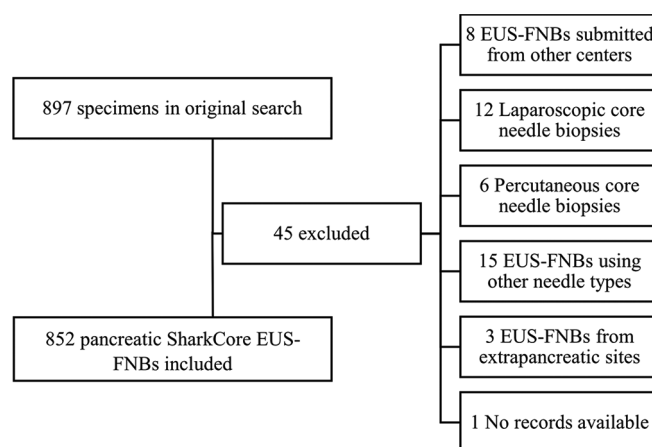 897 specimens in original search
45 excluded
852 pancreatic SharkCore EUS-
FNBs included
8 EUS-FNBs submitted
from other centers
12 Laparoscopic core
needle biopsies
6 Percutaneous core
needle biopsies
15 EUS-FNBs using
other needle types
3 EUS-FNBs from
extrapancreatic sites
1 No records available